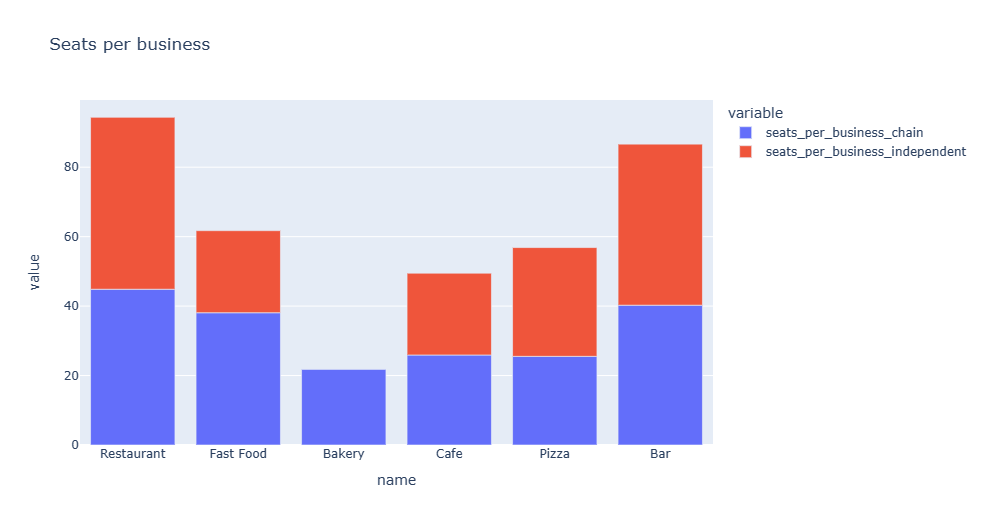 Seats per business
variable
seats_per_business_chain
seats_per_business_independent
value
80
60
40
20
0
Restaurant Fast Food Bakery Cafe Pizza Bar
name